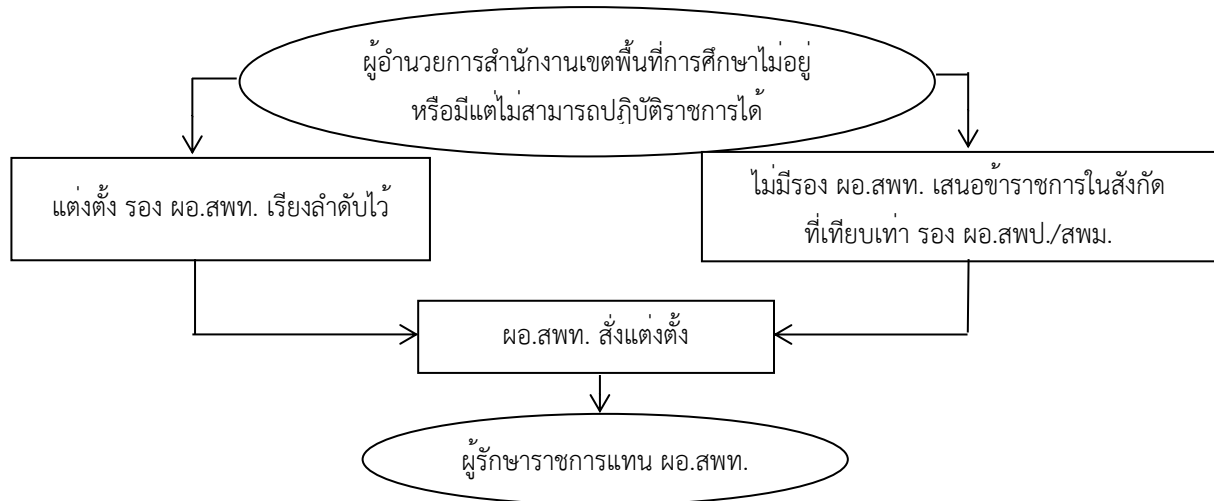 ผู้อำนวยการสำนักงานเขตพื้นที่การศึกษาไม่อยู่
หรือมีแต่ไม่สามารถปฏิบัติราชการได้
แต่งตั้ง รอง ผอ.สพท. เรียงลำดับไว้
ไม่มีรอง ผอ.สพท. เสนอข้าราชการในสังกัด
ที่เทียบเท่า รอง ผอ.สพป./สพม.
ผอ.สพท. สั่งแต่งตั้ง
ผู้รักษาราชการแทน ผอ.สพท.